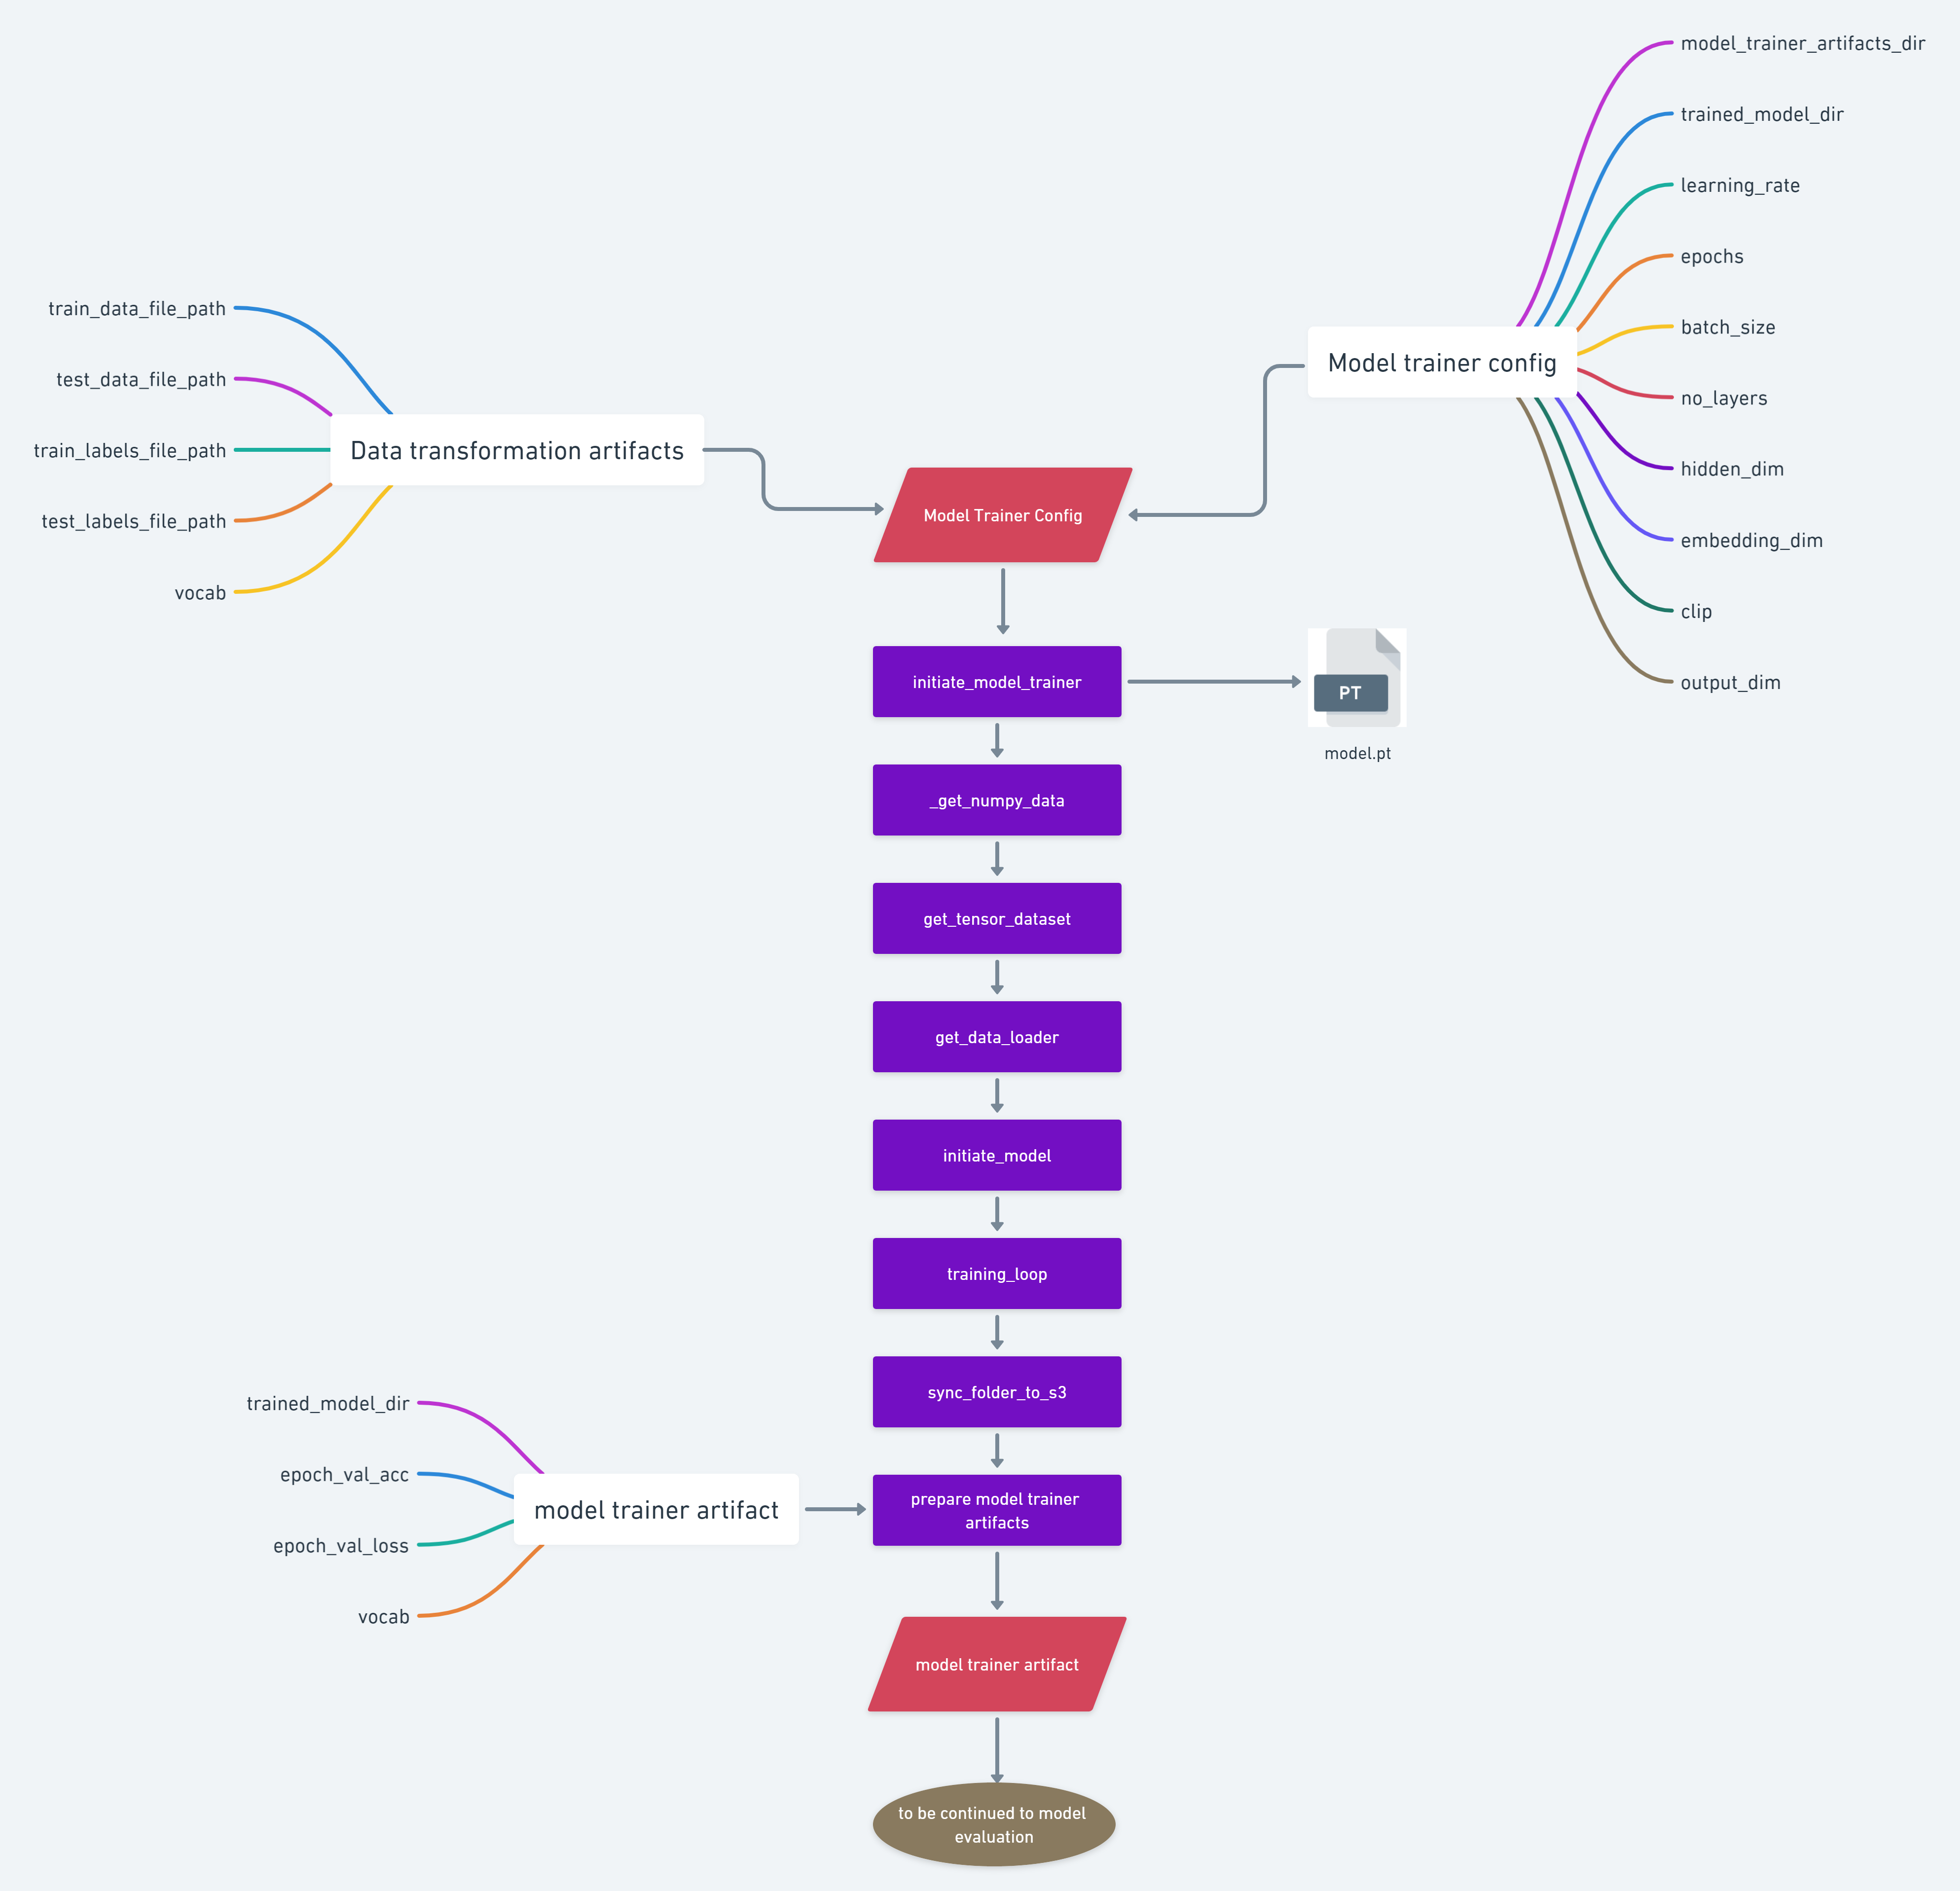 model_trainer_artifacts_dir
trained_model_dir
learning_rate
epochs
batch_size
no_layers
hidden_dim
embedding_dim
clip
output_dim
Model trainer config
train_data_file_path
test_data_file_path
train_labels_file_path
test_labels_file_path
vocab
Data transformation artifacts
Model Trainer Config
initiate_model_trainer
PT
model.pt
_get_numpy_data
get_tensor_dataset
get_data_loader
initiate_model
training_loop
sync_folder_to_s3
trained_model_dir
epoch_val_acc
epoch_val_loss
vocab
model trainer artifact
prepare model trainer
artifacts
model trainer artifact
to be continued to model
evaluation